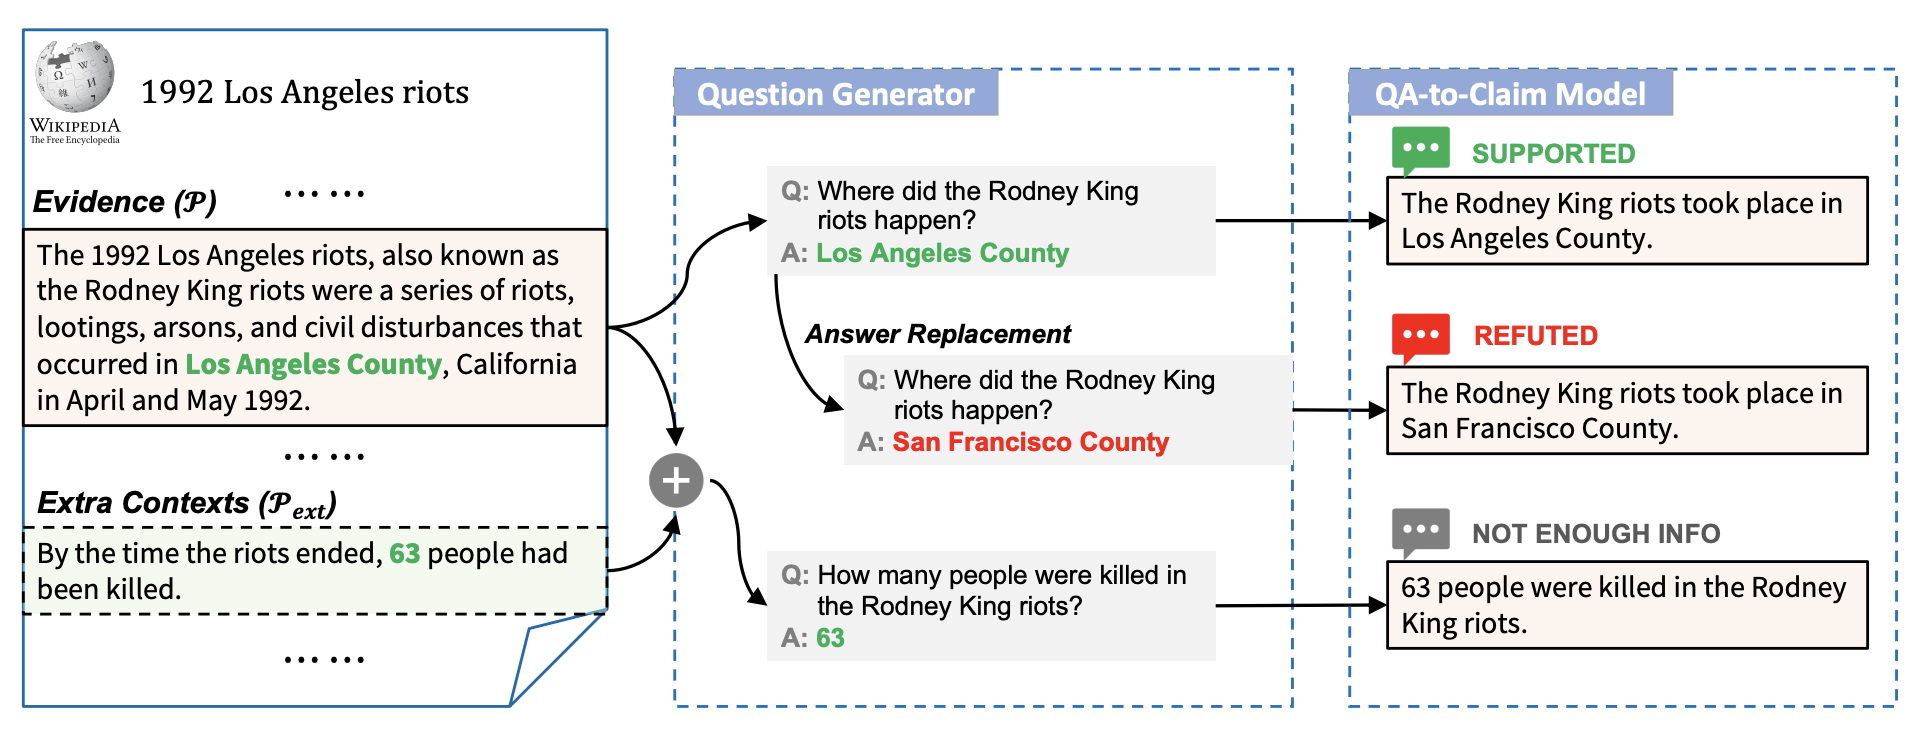 WIKIPEDIA
The Free Encyclopedia
1992 Los Angeles riots
... ...
Evidence (𝒫)
The 1992 Los Angeles riots, also known as
the Rodney King riots were a series of riots,
lootings, arsons, and civil disturbances that
occurred in Los Angeles County, California
in April and May 1992.
... ...
Extra Contexts (𝒫ext)
By the time the riots ended, 63 people had
been killed.
... ...
Question Generator
Q: Where did the Rodney King
riots happen?
A: Los Angeles County
Answer Replacement
Q: Where did the Rodney King
riots happen?
A: San Francisco County
+
Q: How many people were killed in
the Rodney King riots?
A: 63
QA-to-Claim Model
SUPPORTED
The Rodney King riots took place in
Los Angeles County.
REFUTED
The Rodney King riots took place in
San Francisco County.
NOT ENOUGH INFO
63 people were killed in the Rodney
King riots.